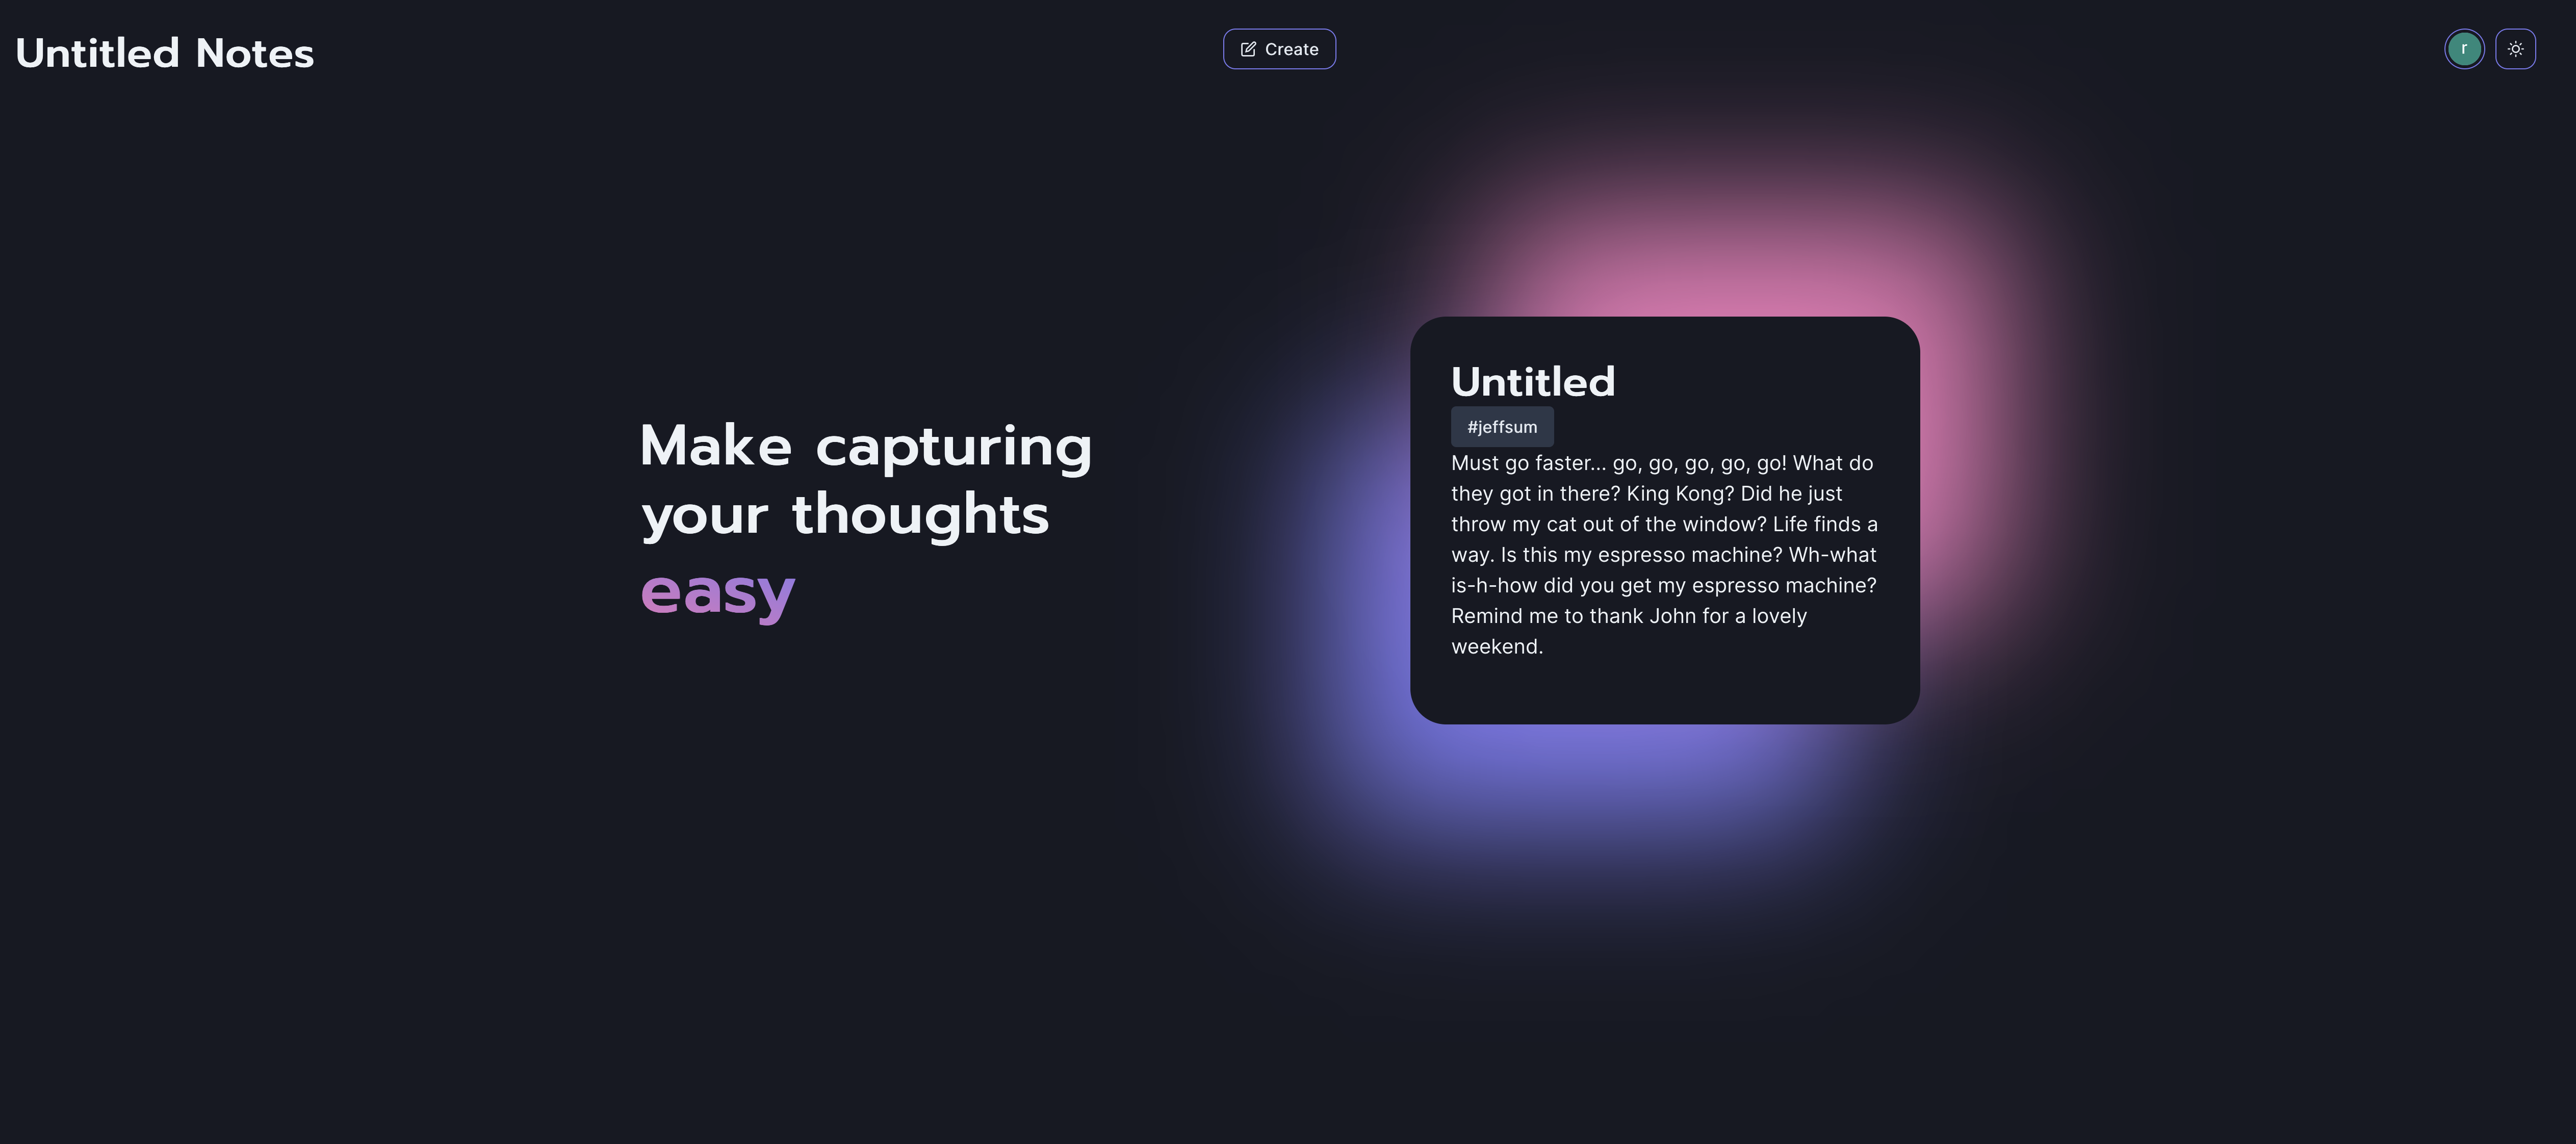 Untitled Notes
Create
r
Make capturing
your thoughts
easy
Untitled
#jeffsum
Must go faster... go, go, go, go, go! What do
they got in there? King Kong? Did he just
throw my cat out of the window? Life finds a
way. Is this my espresso machine? Wh-what
is-h-how did you get my espresso machine?
Remind me to thank John for a lovely
weekend.